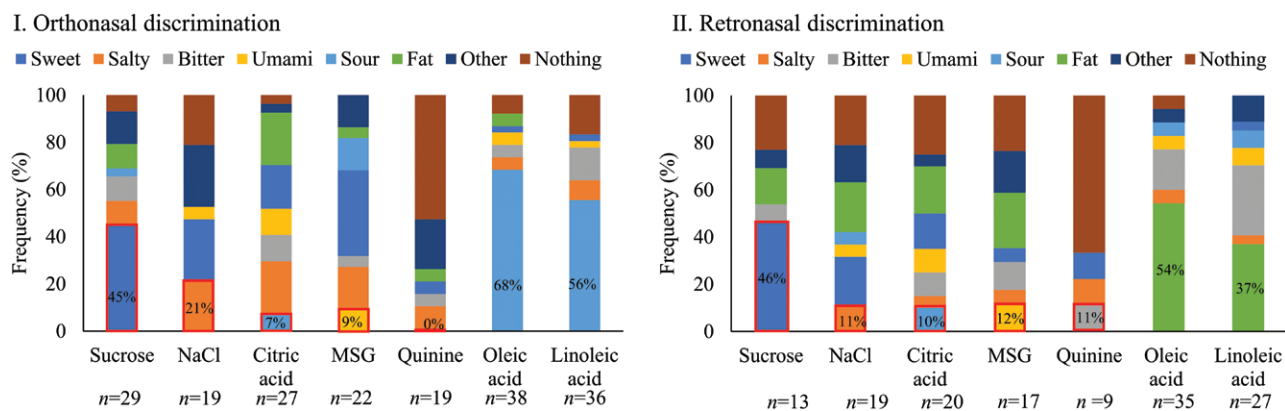 I. Orthonasal discrimination
Sweet Salty Bitter Umami Sour Fat Other Nothing
Frequency (%)
100
80
60
40
20
0
45%
21%
7%
9%
0%
68%
56%
Sucrose NaCl Citric acid MSG Quinine Oleic acid Linoleic acid
n=29 n=19 n=27 n=22 n=19 n=38 n=36
II. Retronasal discrimination
Sweet Salty Bitter Umami Sour Fat Other Nothing
Frequency (%)
100
80
60
40
20
0
46%
11%
10%
12%
11%
54%
37%
Sucrose NaCl Citric acid MSG Quinine Oleic acid Linoleic acid
n=13 n=19 n=20 n=17 n=9 n=35 n=27